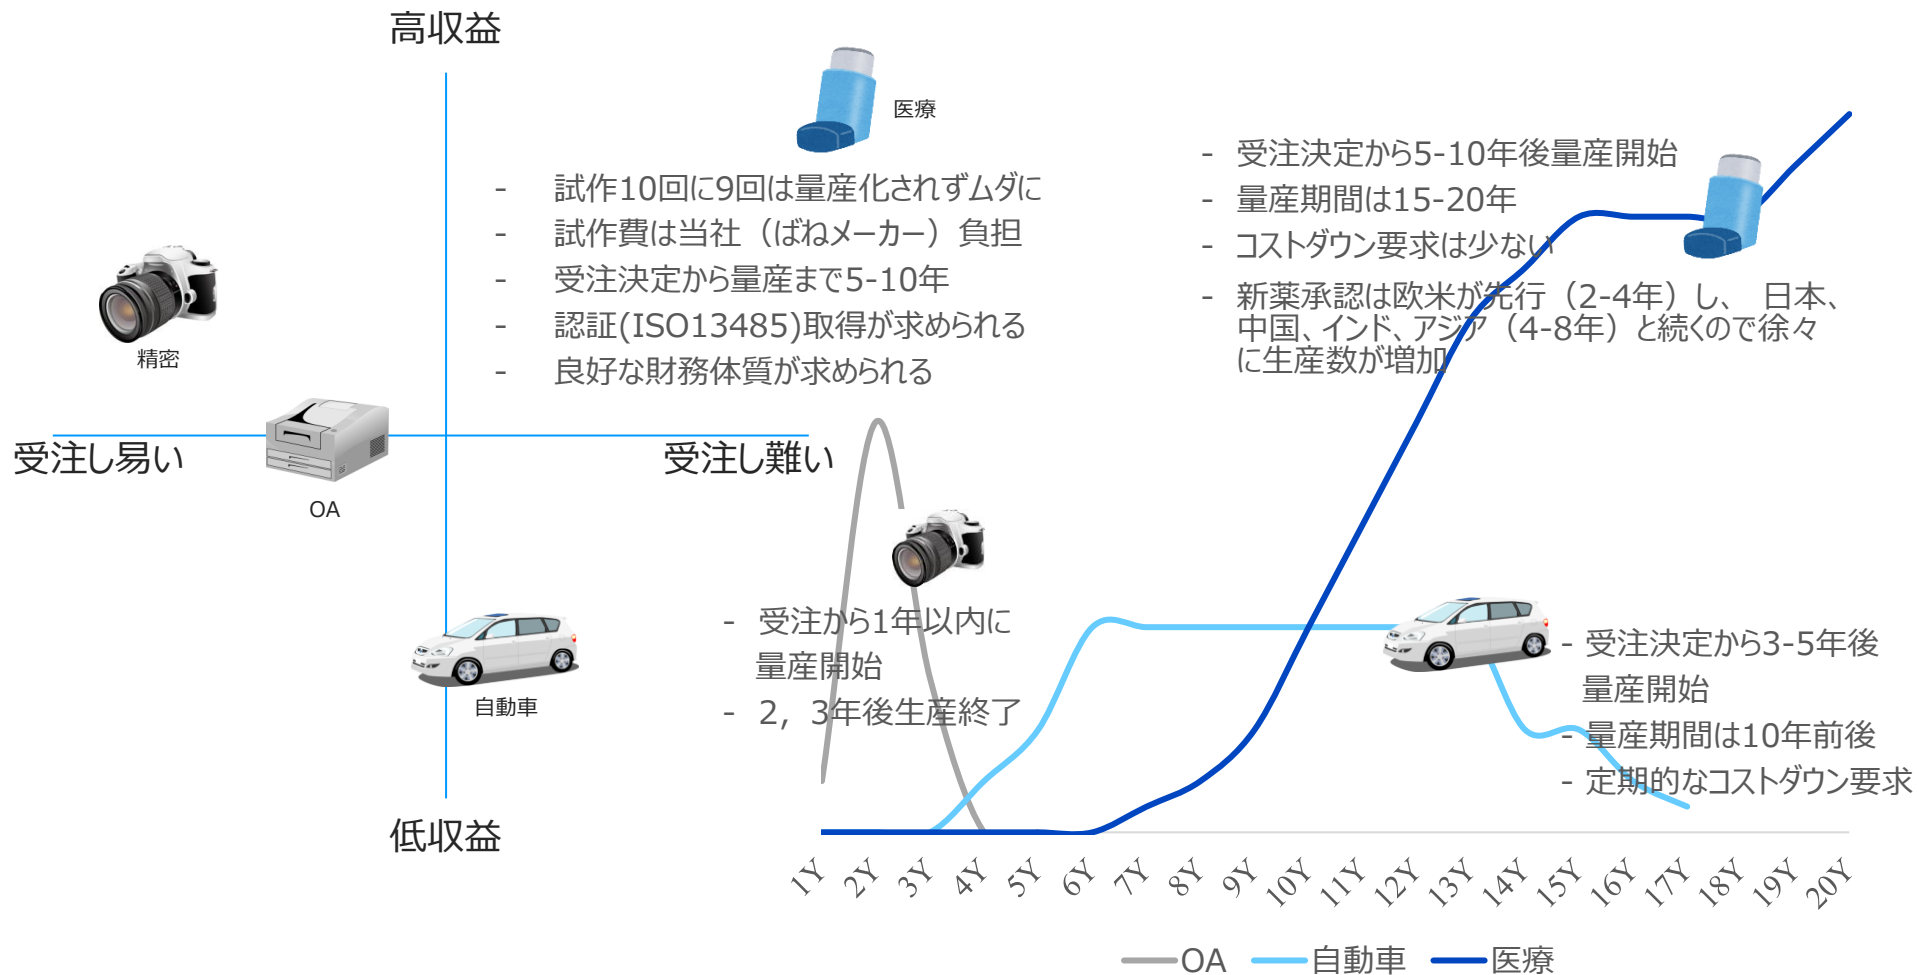 高収益
医療
- 試作10回に9回は量産化されずムダに
- 試作費は当社（ばねメーカー）負担
- 受注決定から量産まで5-10年
- 認証(ISO13485)取得が求められる
- 良好な財務体質が求められる
精密
受注し易い
受注し難い
OA
自動車
低収益
- 受注決定から5-10年後量産開始
- 量産期間は15-20年
- コストダウン要求は少ない
- 新薬承認は欧米が先行（2-4年）し、 日本、
中国、インド、アジア（4-8年）と続くので徐々
に生産数が増加
- 受注から1年以内に
量産開始
- 2，3年後生産終了
- 受注決定から3-5年後
量産開始
- 量産期間は10年前後
- 定期的なコストダウン要求
1Y 2Y 3Y 4Y 5Y 6Y 7Y 8Y 9Y 10Y 11Y 12Y 13Y 14Y 15Y 16Y 17Y 18Y 19Y 20Y
OA 自動車 医療